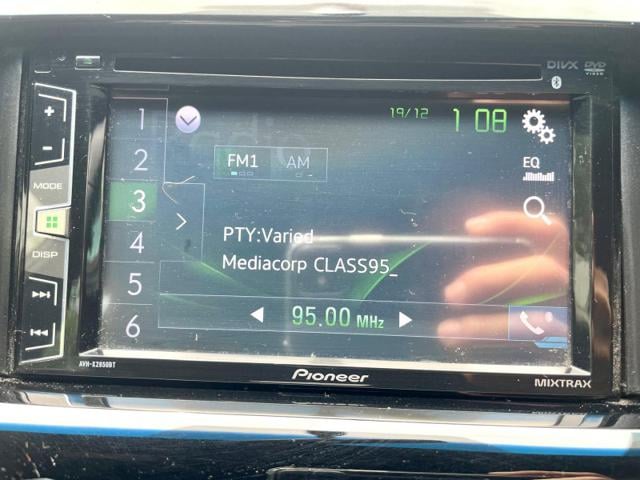 DIVX DVD VIDEO
+
-
MODE
DISP
AVH-X2850BT
1
2
3
4
5
6
19/12
1 08
FM1 AM
EQ
PTY:Varied
Mediacorp CLASS95_
95.00 MHz
Pioneer
MIXTRAX